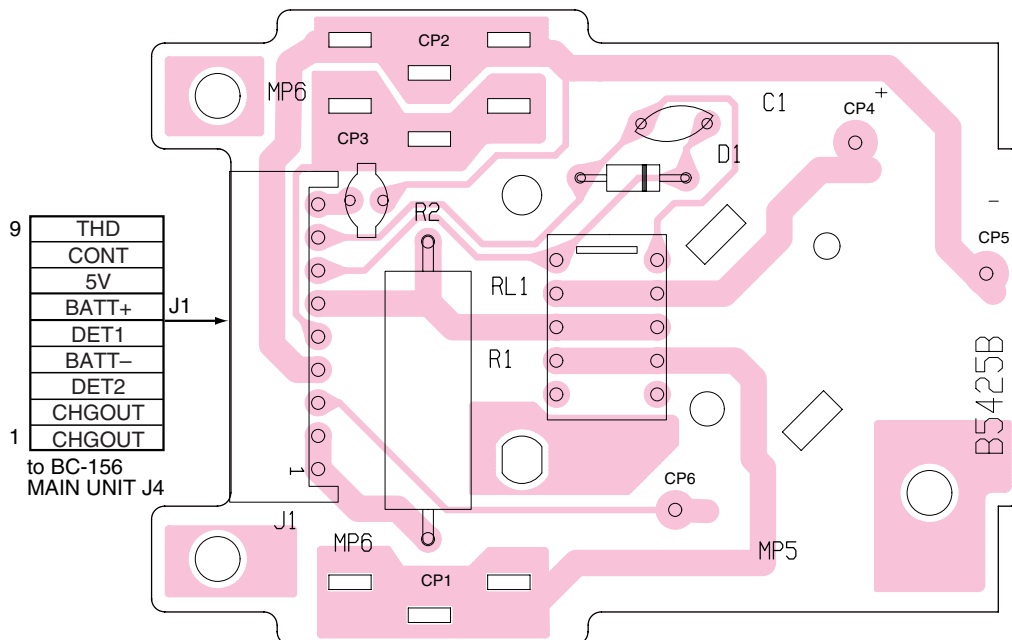 CP2
MP6
C1
+
CP4
CP3
D1
R2
-
CP5
9
THD
CONT
5V
BATT+
DET1
BATT–
DET2
CHGOUT
1
CHGOUT
J1
to BC-156
MAIN UNIT J4
RL1
R1
B5425B
1
CP6
J1
MP6
MP5
CP1